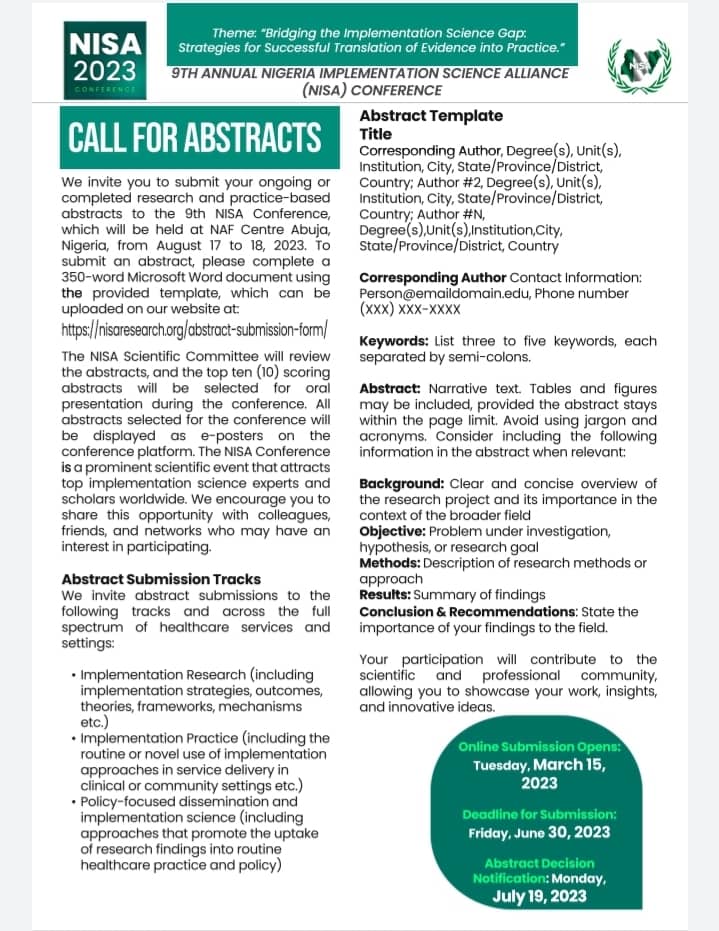 NISA
2023
CONFERENCE
Theme: "Bridging the Implementation Science Gap:
Strategies for Successful Translation of Evidence into Practice."
9TH ANNUAL NIGERIA IMPLEMENTATION SCIENCE ALLIANCE
(NISA) CONFERENCE
NISA
CALL FOR ABSTRACTS
We invite you to submit your ongoing or
completed research and practice-based
abstracts to the 9th NISA Conference,
which will be held at NAF Centre Abuja,
Nigeria, from August 17 to 18, 2023. To
submit an abstract, please complete a
350-word Microsoft Word document using
the provided template, which can be
uploaded on our website at:
https://nisaresearch.org/abstract-submission-form/
The NISA Scientific Committee will review
the abstracts, and the top ten (10) scoring
abstracts will be selected for oral
presentation during the conference. All
abstracts selected for the conference will
be displayed as e-posters on the
conference platform. The NISA Conference
is a prominent scientific event that attracts
top implementation science experts and
scholars worldwide. We encourage you to
share this opportunity with colleagues,
friends, and networks who may have an
interest in participating.
Abstract Submission Tracks
We invite abstract submissions to the
following tracks and across the full
spectrum of healthcare services and
settings:
• Implementation Research (including
implementation strategies, outcomes,
theories, frameworks, mechanisms
etc.)
• Implementation Practice (including the
routine or novel use of implementation
approaches in service delivery in
clinical or community settings etc.)
• Policy-focused dissemination and
implementation science (including
approaches that promote the uptake
of research findings into routine
healthcare practice and policy)
Abstract Template
Title
Corresponding Author, Degree(s), Unit(s),
Institution, City, State/Province/District,
Country; Author #2, Degree(s), Unit(s),
Institution, City, State/Province/District,
Country; Author #N,
Degree(s),Unit(s),Institution,City,
State/Province/District, Country
Corresponding Author Contact Information:
Person@emaildomain.edu, Phone number
(xxx) xxx-xxxx
Keywords: List three to five keywords, each
separated by semi-colons.
Abstract: Narrative text. Tables and figures
may be included, provided the abstract stays
within the page limit. Avoid using jargon and
acronyms. Consider including the following
information in the abstract when relevant:
Background: Clear and concise overview of
the research project and its importance in the
context of the broader field
Objective: Problem under investigation,
hypothesis, or research goal
Methods: Description of research methods or
approach
Results: Summary of findings
Conclusion & Recommendations: State the
importance of your findings to the field.
Your participation will contribute to the
scientific and professional community,
allowing you to showcase your work, insights,
and innovative ideas.
Online Submission Opens:
Tuesday, March 15,
2023
Deadline for Submission:
Friday, June 30, 2023
Abstract Decision
Notification: Monday,
July 19, 2023